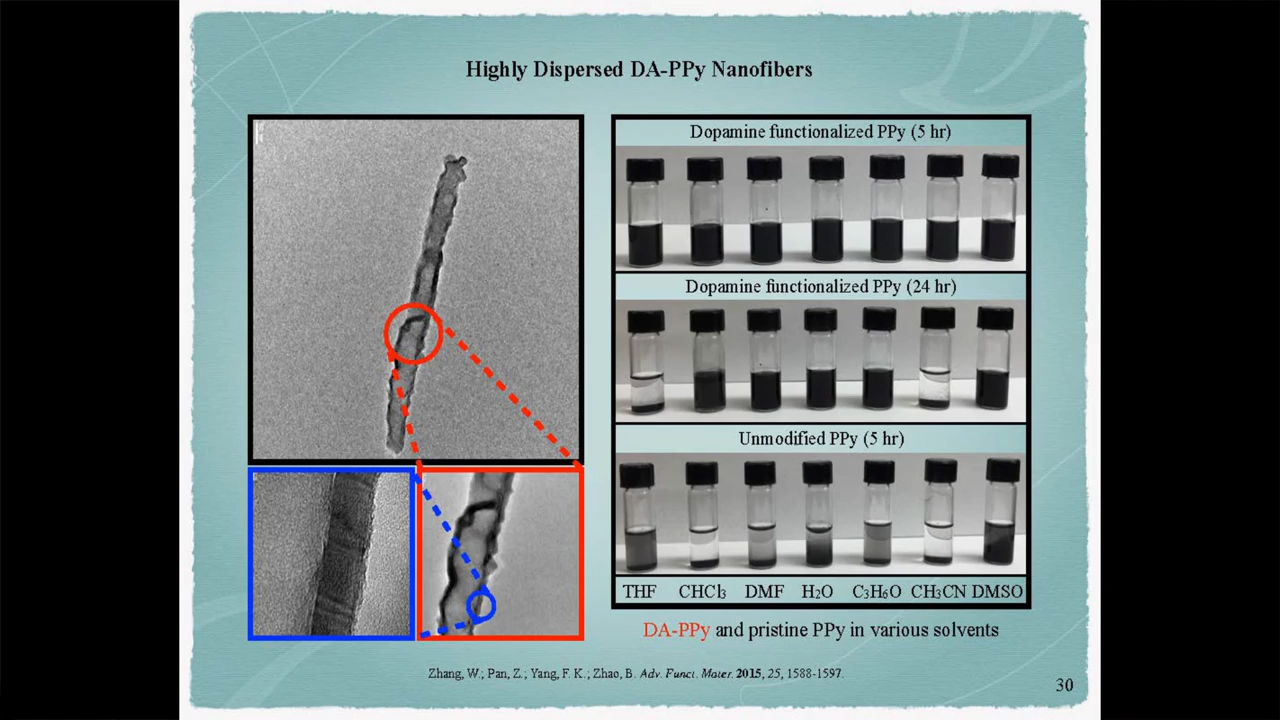 Highly Dispersed DA-PPy Nanofibers
Dopamine functionalized PPy (5 hr)
Dopamine functionalized PPy (24 hr)
Unmodified PPy (5 hr)
THF CHCl₃ DMF H₂O C₃H₆O CH₃CN DMSO
DA-PPy and pristine PPy in various solvents
Zhang, W.; Pan, Z.; Yang, F. K.; Zhao, B. Adv. Funct. Mater. 2015, 25, 1588-1597.
30